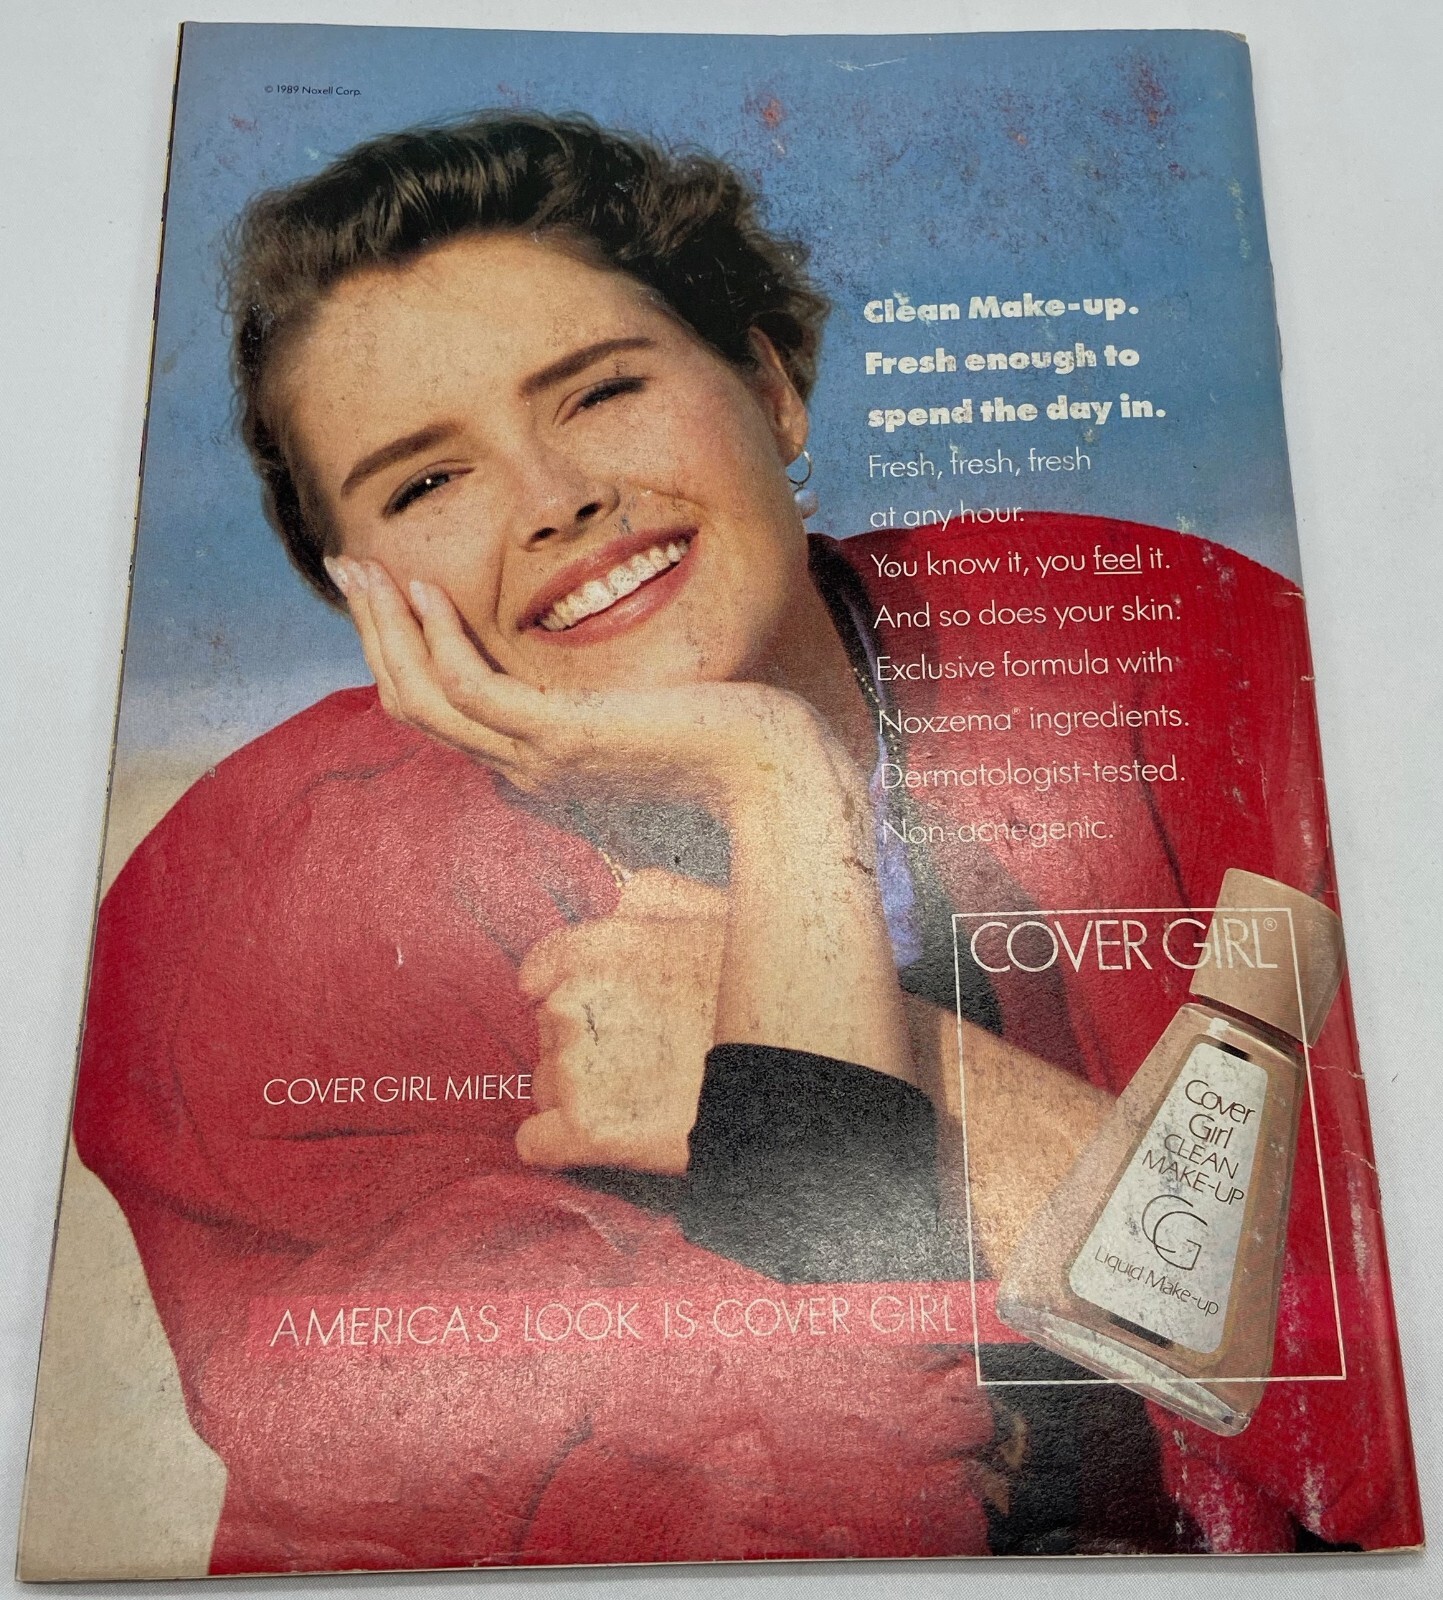 © 1989 Noxell Corp.
Clean Make-up.
Fresh enough to
spend the day in.
Fresh, fresh, fresh
at any hour.
You know it, you feel it.
And so does your skin.
Exclusive formula with
Noxzema® ingredients.
Dermatologist-tested.
Non-acnegenic.
COVER GIRL®
COVER GIRL MIEKE
Cover
Girl
CLEAN
MAKE-UP
CG
Liquid Make-up
AMERICA'S LOOK IS COVER GIRL